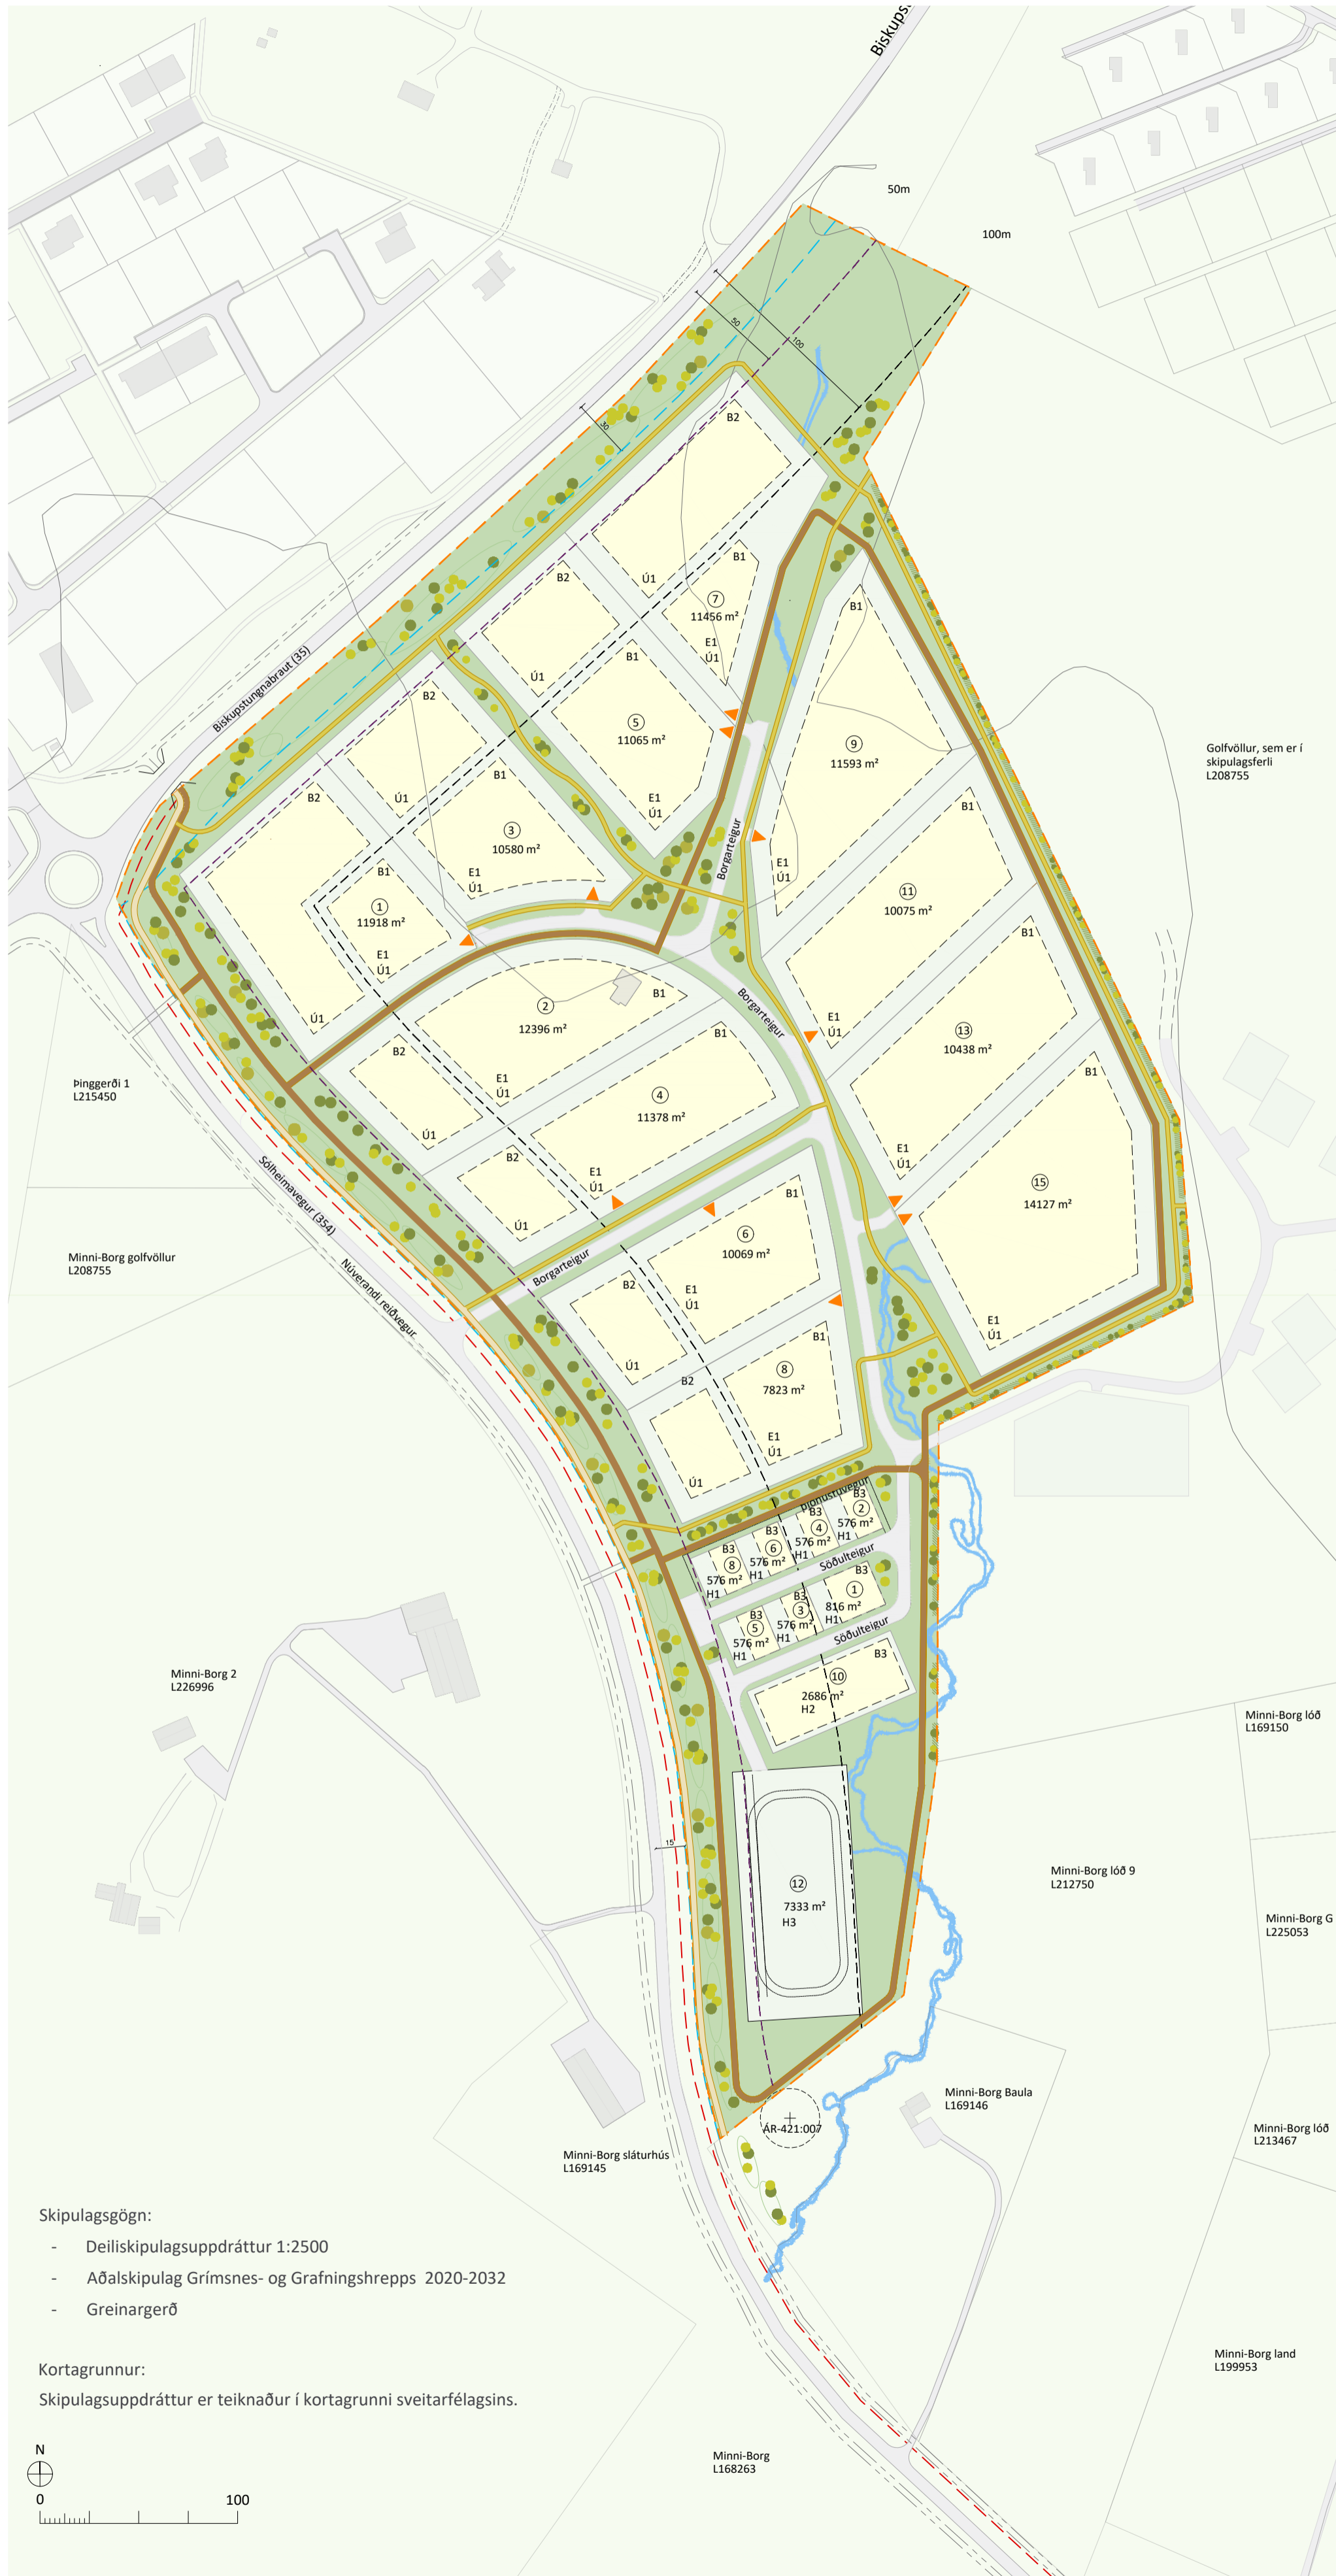 Biskupst
50m
100m
50
100
30
B2
B1
B2
Ú1
7
11456 m²
E1
Ú1
B1
Ú1
B1
Biskupstungnabraut (35)
B2
5
11065 m²
9
11593 m²
Golfvöllur, sem er í
skipulagsferli
L208755
B2
B1
Ú1
E1
Ú1
B1
3
10580 m²
Borgarteigur
E1
Ú1
B1
E1
Ú1
11
10075 m²
1
11918 m²
B1
E1
Ú1
2
12396 m²
B1
Borgarteigur
Ú1
E1
Ú1
13
10438 m²
B2
B1
B1
Þinggerði 1
L215450
E1
Ú1
4
11378 m²
Ú1
B2
E1
Ú1
E1
Ú1
Sólheimavegur (354)
B1
15
14127 m²
Ú1
6
10069 m²
Minni-Borg golfvöllur
L208755
Núverandi reiðvegur
Borgarteigur
B2
E1
Ú1
E1
Ú1
B1
Ú1
8
7823 m²
B2
E1
Ú1
Ú1
Þjónustuvegur
B3
2
576 m²
H1
B3
4
576 m²
H1
B3
6
576 m²
H1
B3
8
576 m²
H1
Söðulteigur
B3
1
816 m²
H1
B3
3
576 m²
H1
B3
5
576 m²
H1
Söðulteigur
B3
10
2686 m²
H2
Minni-Borg 2
L226996
Minni-Borg lóð
L169150
15
12
7333 m²
H3
Minni-Borg lóð 9
L212750
Minni-Borg G
L225053
Minni-Borg Baula
L169146
ÁR-421:007
Minni-Borg lóð
L213467
Minni-Borg sláturhús
L169145
Skipulagsgögn:
- Deiliskipulagsuppdráttur 1:2500
- Aðalskipulag Grímsnes- og Grafningshrepps 2020-2032
- Greinargerð
Minni-Borg land
L199953
Kortagrunnur:
Skipulagsuppdráttur er teiknaður í kortagrunni sveitarfélagsins.
Minni-Borg
L168263
N
0 100